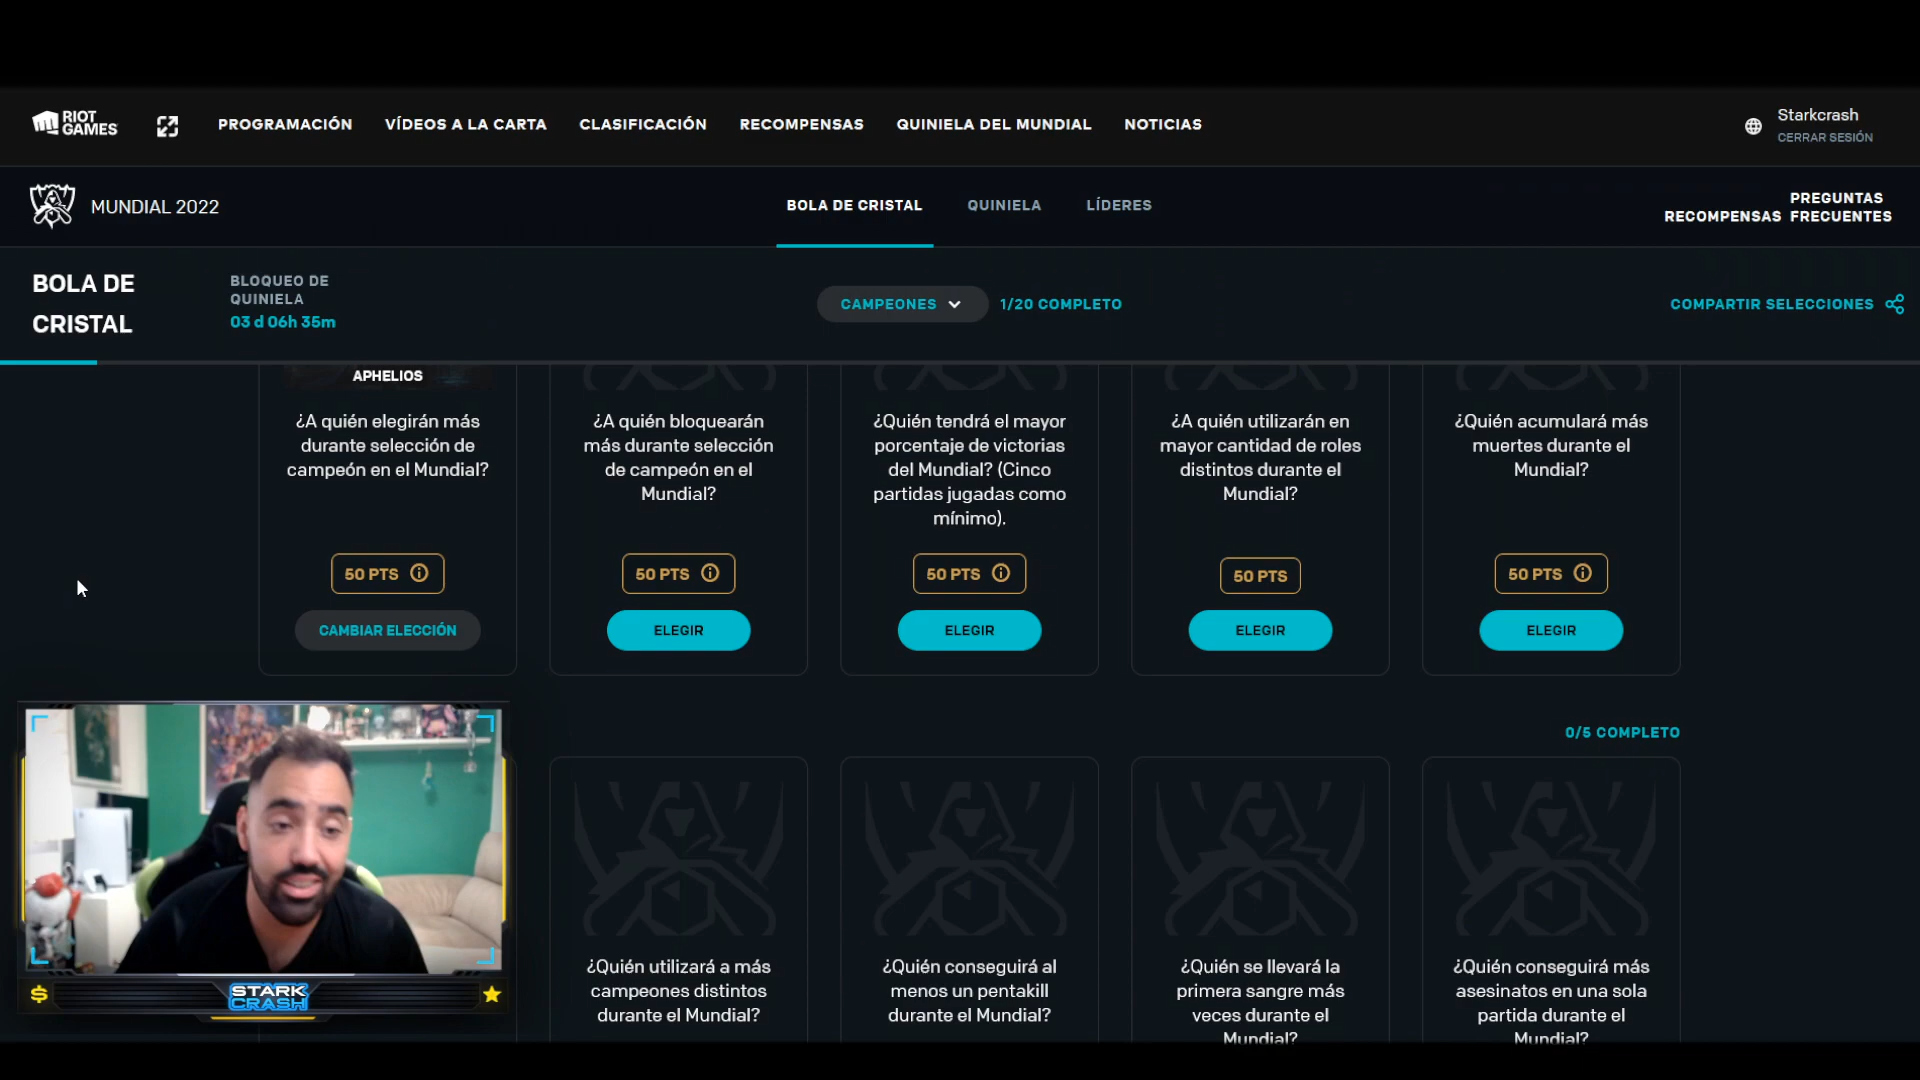 RIOT
GAMES
PROGRAMACIÓN
VÍDEOS A LA CARTA
CLASIFICACIÓN
RECOMPENSAS
QUINIELA DEL MUNDIAL
NOTICIAS
Starkcrash
CERRAR SESIÓN
MUNDIAL 2022
BOLA DE CRISTAL
QUINIELA
LÍDERES
RECOMPENSAS
PREGUNTAS
FRECUENTES
BOLA DE
CRISTAL
BLOQUEO DE
QUINIELA
03 d 06h 35m
CAMPEONES
1/20 COMPLETO
COMPARTIR SELECCIONES
APHELIOS
¿A quién elegirán más
durante selección de
campeón en el Mundial?
50 PTS
CAMBIAR ELECCIÓN
¿A quién bloquearán
más durante selección
de campeón en el
Mundial?
50 PTS
ELEGIR
¿Quién tendrá el mayor
porcentaje de victorias
del Mundial? (Cinco
partidas jugadas como
mínimo).
50 PTS
ELEGIR
¿A quién utilizarán en
mayor cantidad de roles
distintos durante el
Mundial?
50 PTS
ELEGIR
¿Quién acumulará más
muertes durante el
Mundial?
50 PTS
ELEGIR
0/5 COMPLETO
¿Quién utilizará a más
campeones distintos
durante el Mundial?
¿Quién conseguirá al
menos un pentakill
durante el Mundial?
¿Quién se llevará la
primera sangre más
veces durante el
Mundial?
¿Quién conseguirá más
asesinatos en una sola
partida durante el
Mundial?
$
STARK
CRASH